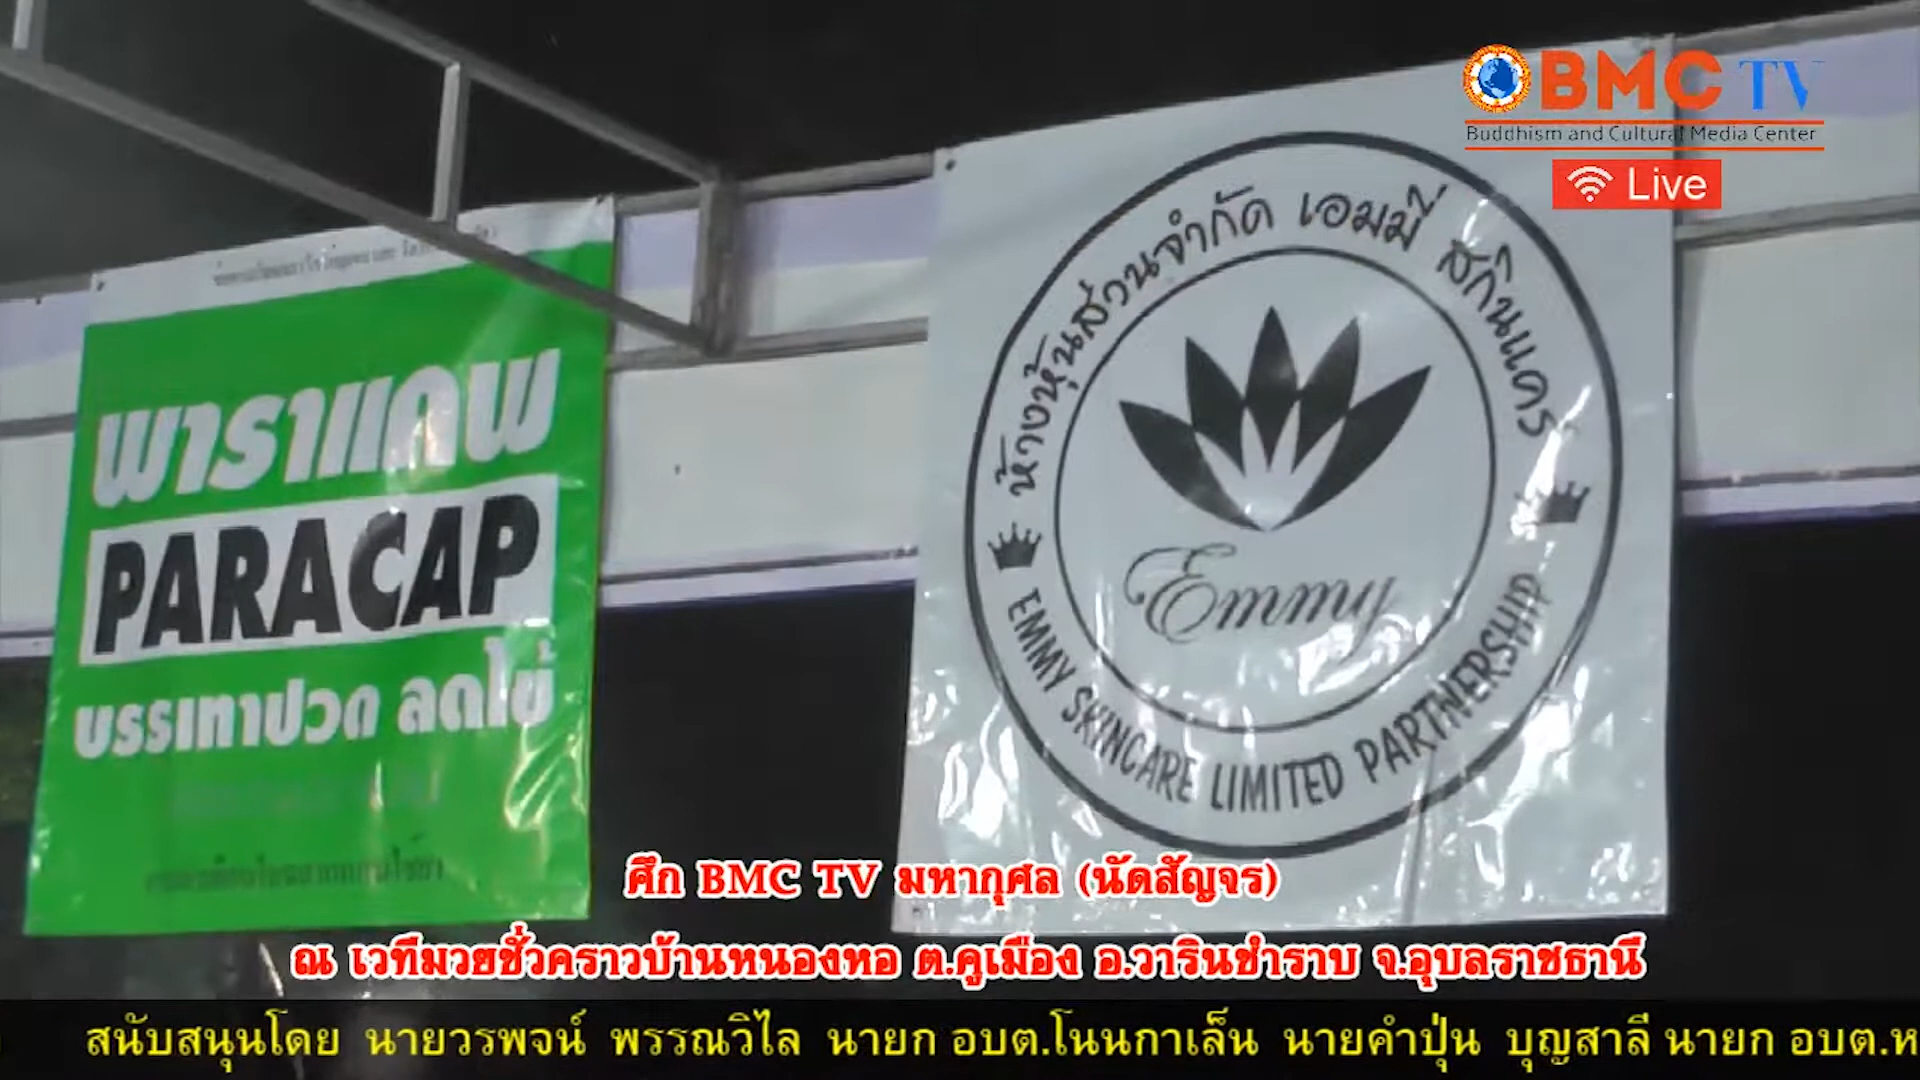 BMC TV
Buddhism and Cultural Media Center
Live
พาราแคพ
PARACAP
บรรเทาปวด ลดไข้
ห้างหุ้นส่วนจำกัด เอมมี่ สกินแคร์
Emmy
EMMY SKINCARE LIMITED PARTNERSHIP
ศึก BMC TV มหากุศล (นัดสัญจร)
ณ เวทีมวยชั่วคราวบ้านหนองหอ ต.คูเมือง อ.วารินชำราบ จ.อุบลราชธานี
สนับสนุนโดย นายวรพจน์ พรรณวิไล นายก อบต.โนนกาเล็น นายคำปุ่น บุญสาลี นายก อบต.ห